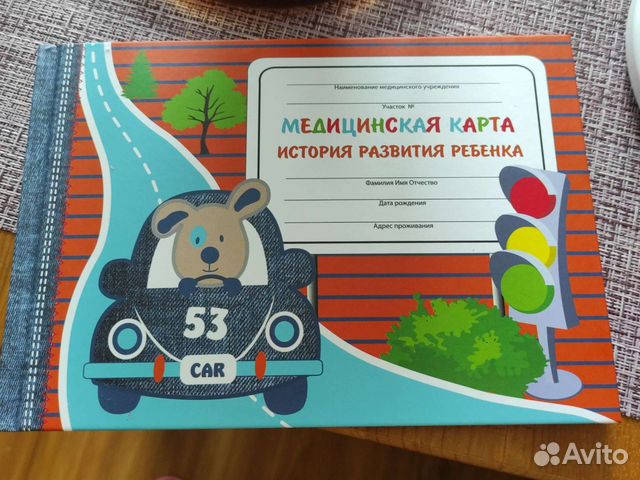 Наименование медицинского учреждения
Участок №
МЕДИЦИНСКАЯ КАРТА
ИСТОРИЯ РАЗВИТИЯ РЕБЕНКА
Фамилия Имя Отчество
Дата рождения
Адрес проживания
53
CAR
Avito